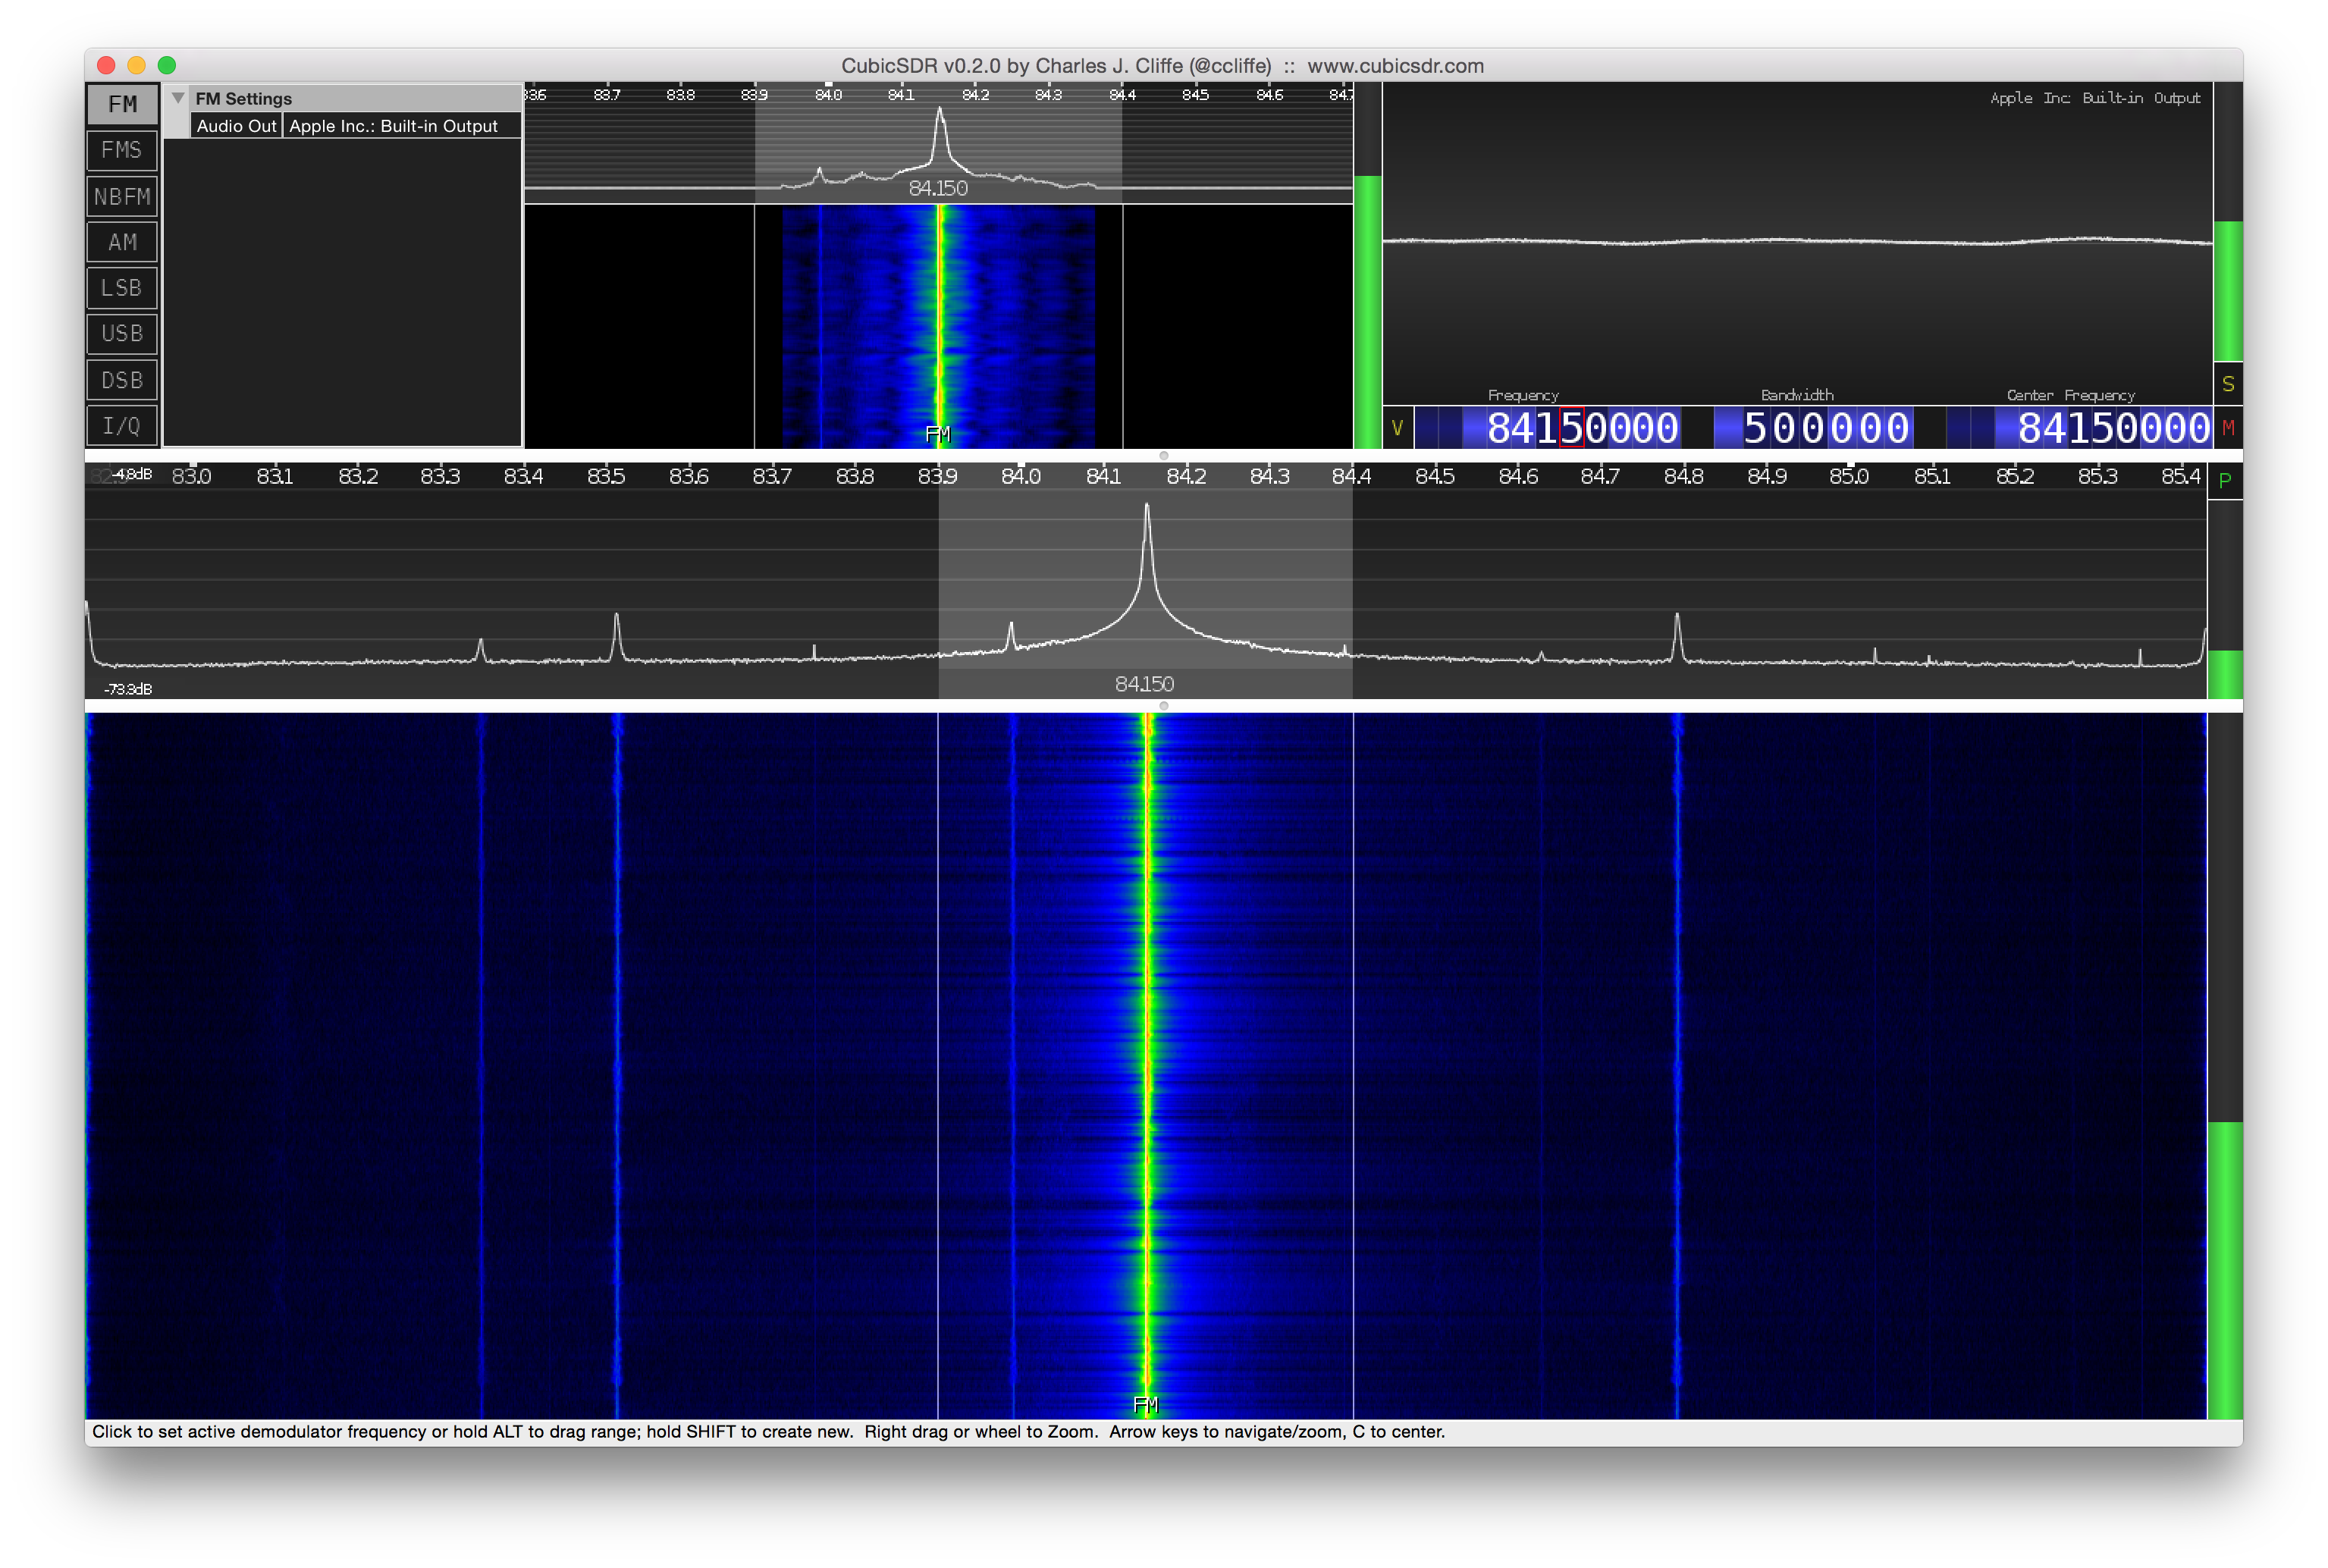 CubicSDR v0.2.0 by Charles J. Cliffe (@ccliffe) :: www.cubicsdr.com
FM
FMS
NBFM
AM
LSB
USB
DSB
I/Q
FM Settings
Audio Out Apple Inc.: Built-in Output
83.6 83.7 83.8 83.9 84.0 84.1 84.2 84.3 84.4 84.5 84.6 84.7
84.150
FM
Apple Inc: Built-in Output
Frequency Bandwidth Center Frequency
S
V 84150000 500000 84150000 M
-4.8dB 83.0 83.1 83.2 83.3 83.4 83.5 83.6 83.7 83.8 83.9 84.0 84.1 84.2 84.3 84.4 84.5 84.6 84.7 84.8 84.9 85.0 85.1 85.2 85.3 85.4 P
84.150
-73.3dB
FM
Click to set active demodulator frequency or hold ALT to drag range; hold SHIFT to create new. Right drag or wheel to Zoom. Arrow keys to navigate/zoom, C to center.